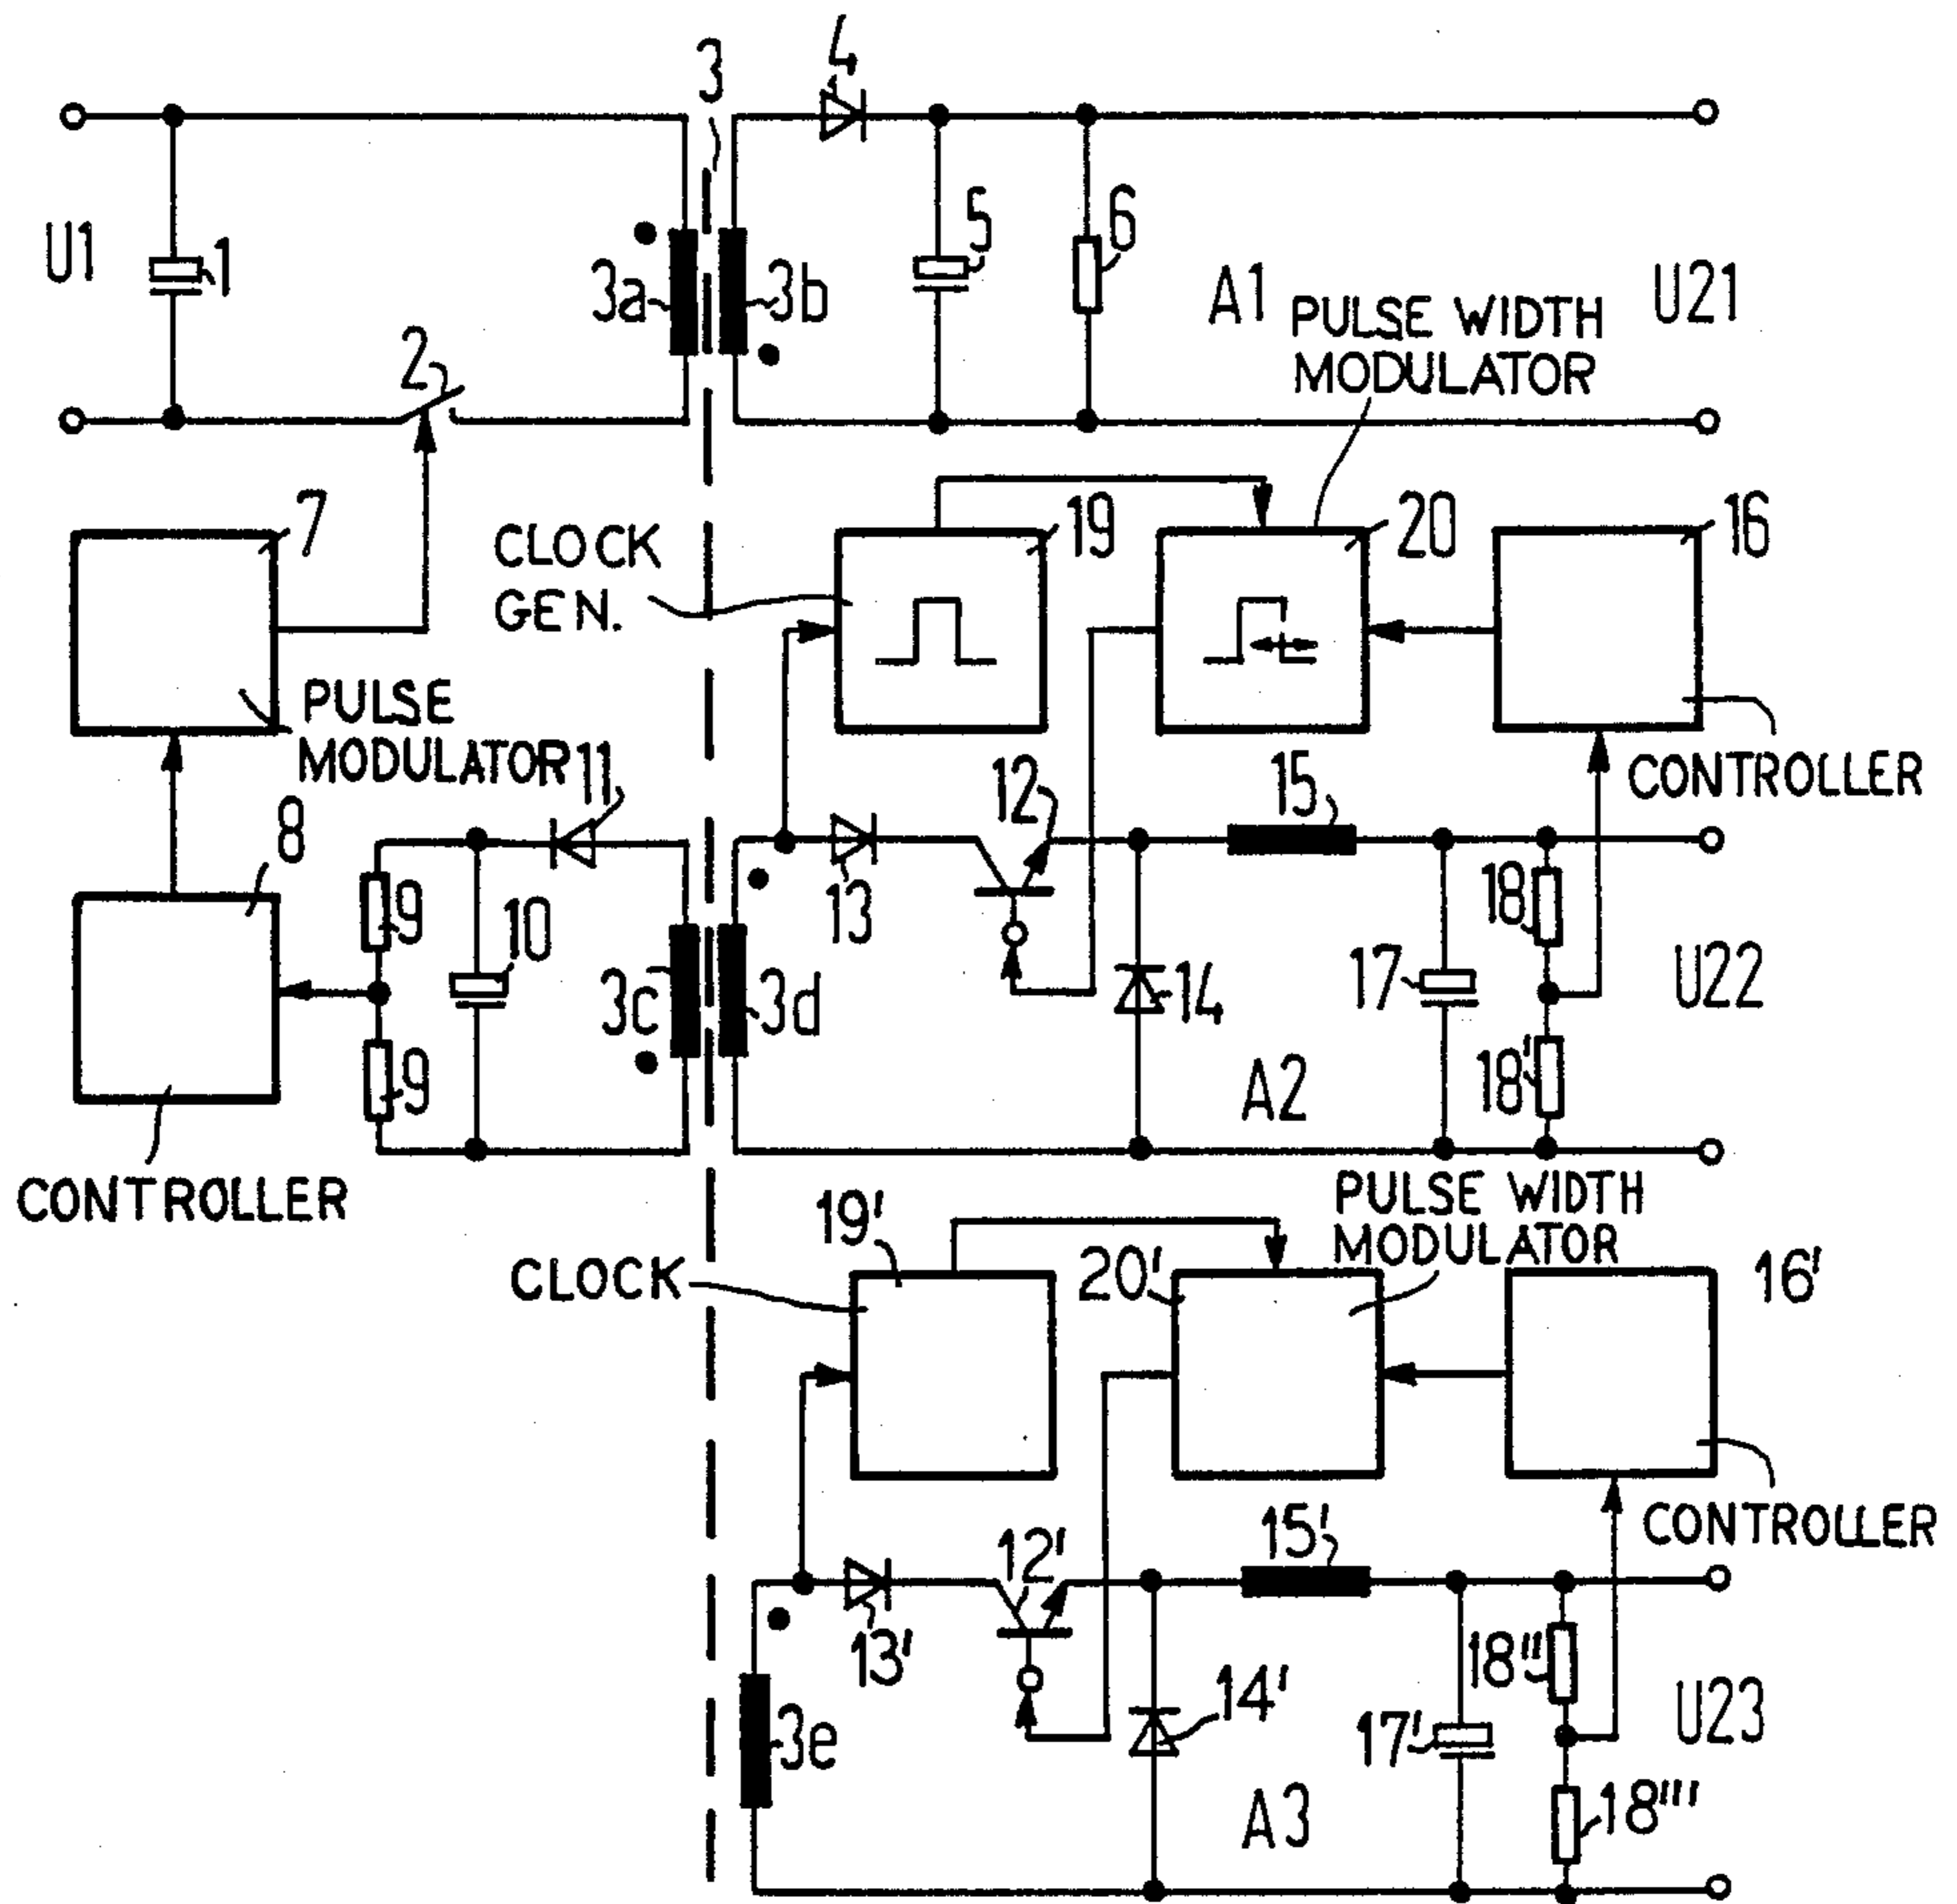 3
4
U1
1
3a
3b
5
6
A1
U21
2
PULSE WIDTH
MODULATOR
7
CLOCK
GEN.
19
20
16
PULSE
MODULATOR
11
12
15
CONTROLLER
8
9
10
13
3c
3d
14
17
18
U22
9
18'
A2
CONTROLLER
19'
PULSE WIDTH
MODULATOR
CLOCK
20'
16'
12'
15'
CONTROLLER
13'
18''
3e
14'
17'
U23
A3
18'''